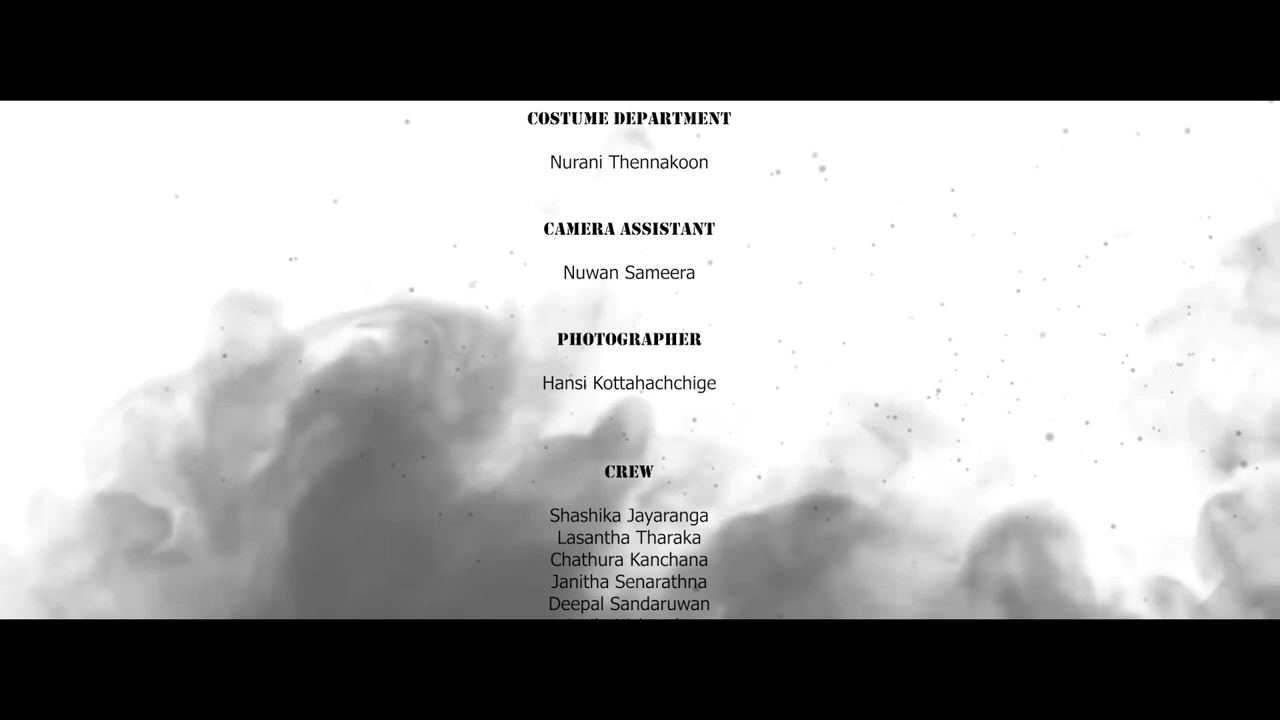 COSTUME DEPARTMENT
Nurani Thennakoon
CAMERA ASSISTANT
Nuwan Sameera
PHOTOGRAPHER
Hansi Kottahachchige
CREW
Shashika Jayaranga
Lasantha Tharaka
Chathura Kanchana
Janitha Senarathna
Deepal Sandaruwan